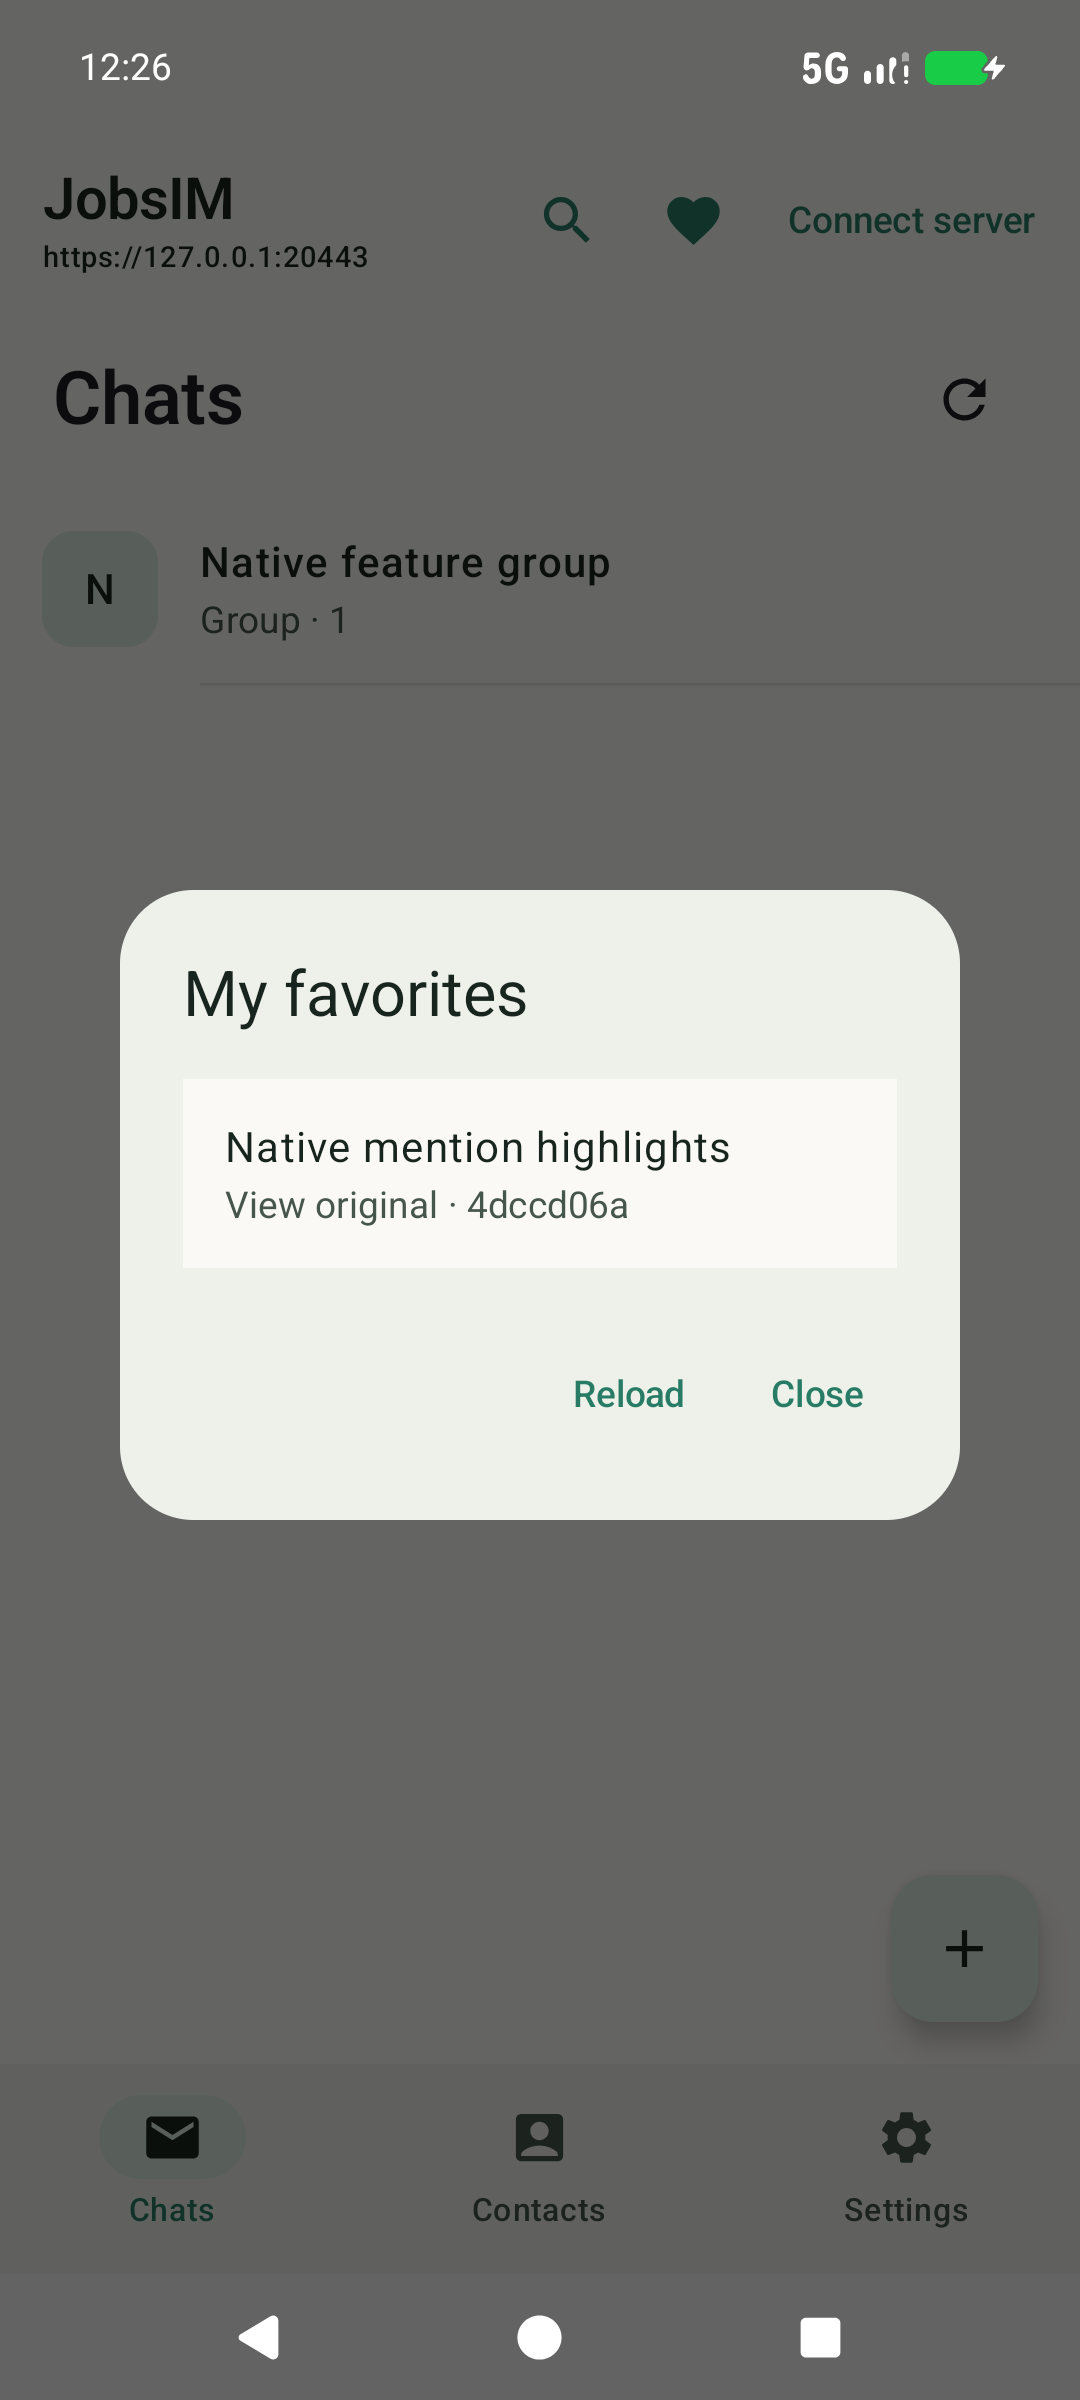 12:26
5G
JobsIM
https://127.0.0.1:20443
Connect server
Chats
N
Native feature group
Group · 1
My favorites
Native mention highlights
View original · 4dccd06a
Reload
Close
Chats
Contacts
Settings